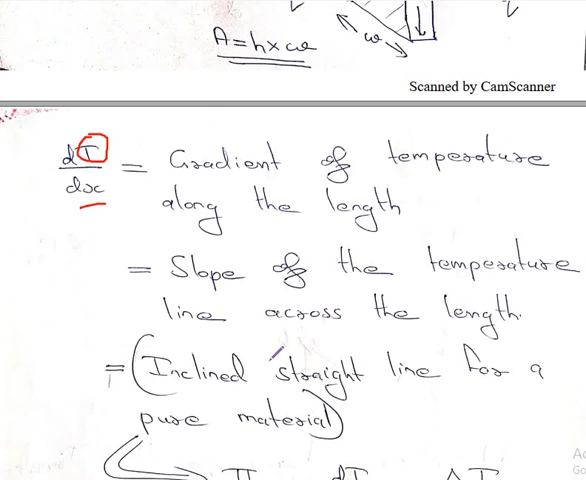 A = h x w
w
Scanned by CamScanner
dT/dx = Gradient of temperature
along the length
= Slope of the temperature
line across the length.
= (Inclined straight line for a
pure material)
dT